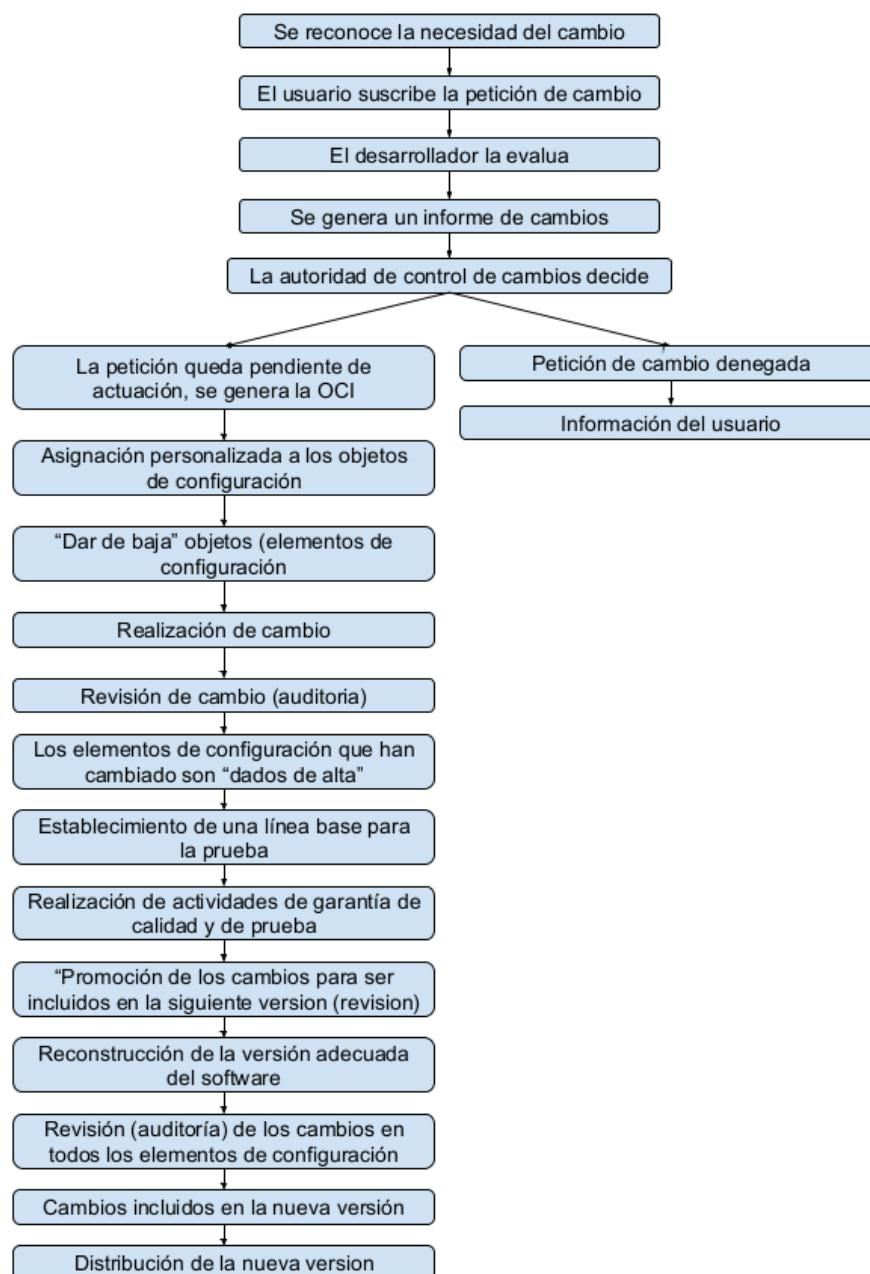 Se reconoce la necesidad del cambio
El usuario suscribe la petición de cambio
El desarrollador la evalua
Se genera un informe de cambios
La autoridad de control de cambios decide
La petición queda pendiente de
actuación, se genera la OCI
Petición de cambio denegada
Información del usuario
Asignación personalizada a los objetos
de configuración
“Dar de baja” objetos (elementos de
configuración
Realización de cambio
Revisión de cambio (auditoria)
Los elementos de configuración que han
cambiado son “dados de alta”
Establecimiento de una línea base para
la prueba
Realización de actividades de garantía de
calidad y de prueba
“Promoción de los cambios para ser
incluidos en la siguiente version (revision)
Reconstrucción de la versión adecuada
del software
Revisión (auditoría) de los cambios en
todos los elementos de configuración
Cambios incluidos en la nueva versión
Distribución de la nueva version